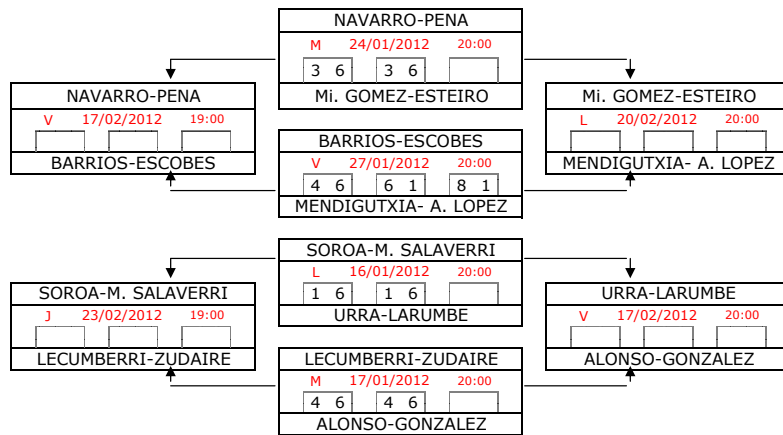 NAVARRO-PENA
M 24/01/2012 20:00
3 6 3 6
Mi. GOMEZ-ESTEIRO
NAVARRO-PENA
V 17/02/2012 19:00
BARRIOS-ESCOBES
Mi. GOMEZ-ESTEIRO
L 20/02/2012 20:00
MENDIGUTXIA- A. LOPEZ
BARRIOS-ESCOBES
V 27/01/2012 20:00
4 6 6 1 8 1
MENDIGUTXIA- A. LOPEZ
SOROA-M. SALAVERRI
L 16/01/2012 20:00
1 6 1 6
URRA-LARUMBE
SOROA-M. SALAVERRI
J 23/02/2012 19:00
LECUMBERRI-ZUDAIRE
URRA-LARUMBE
V 17/02/2012 20:00
ALONSO-GONZALEZ
LECUMBERRI-ZUDAIRE
M 17/01/2012 20:00
4 6 4 6
ALONSO-GONZALEZ